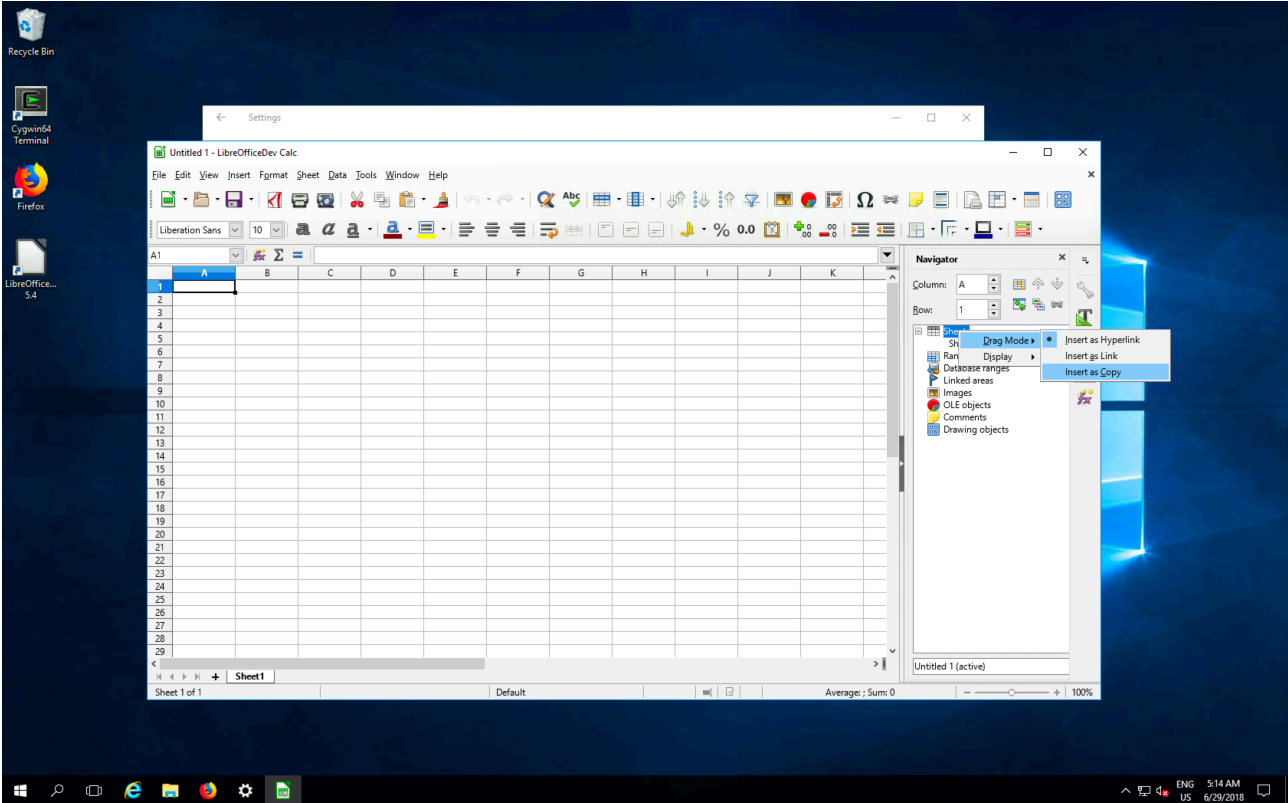 Recycle Bin
Cygwin64
Terminal
Firefox
LibreOffice...
5.4
Settings
Untitled 1 - LibreOfficeDev Calc
File Edit View Insert Format Sheet Data Tools Window Help
Liberation Sans 10
A1
A B C D E F G H I J K
1
2
3
4
5
6
7
8
9
10
11
12
13
14
15
16
17
18
19
20
21
22
23
24
25
26
27
28
29
Navigator
Column: A
Row: 1
Drag Mode
Display
Insert as Hyperlink
Insert as Link
Insert as Copy
Database ranges
Linked areas
Images
OLE objects
Comments
Drawing objects
Untitled 1 (active)
Sheet1
Sheet 1 of 1 Default Average: ; Sum: 0 100%
ENG 5:14 AM
US 6/29/2018